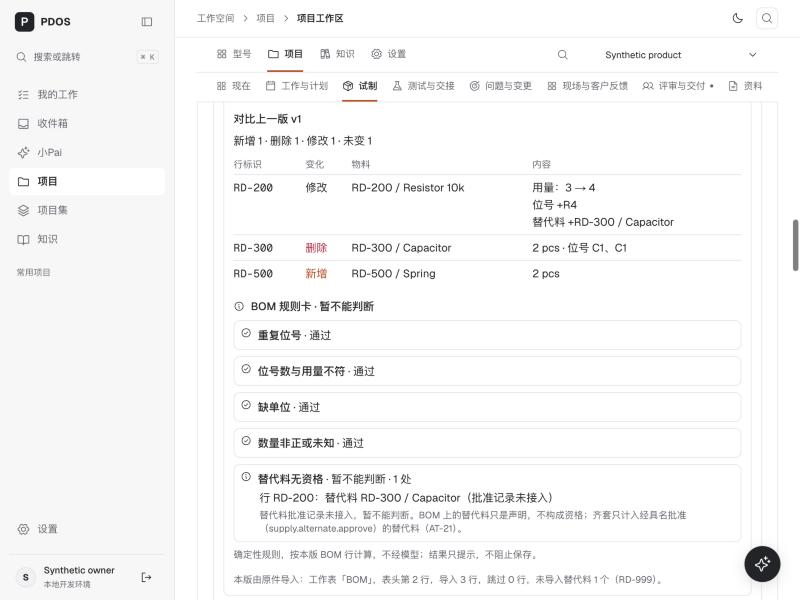 P PDOS
搜索或跳转 ⌘ K
我的工作
收件箱
小Pai
项目
项目集
知识
常用项目
设置
S Synthetic owner
本地开发环境
工作空间 > 项目 > 项目工作区
型号 项目 知识 设置 Synthetic product
现在 工作与计划 试制 测试与交接 问题与变更 现场与客户反馈 评审与交付 • 资料
对比上一版 v1
新增 1 · 删除 1 · 修改 1 · 未变 1
行标识 变化 物料 内容
RD-200 修改 RD-200 / Resistor 10k 用量：3 → 4
位号 +R4
替代料 +RD-300 / Capacitor
RD-300 删除 RD-300 / Capacitor 2 pcs · 位号 C1、C1
RD-500 新增 RD-500 / Spring 2 pcs
BOM 规则卡 · 暂不能判断
重复位号 · 通过
位号数与用量不符 · 通过
缺单位 · 通过
数量非正或未知 · 通过
替代料无资格 · 暂不能判断 · 1 处
行 RD-200：替代料 RD-300 / Capacitor（批准记录未接入）
替代料批准记录未接入，暂不能判断。BOM 上的替代料只是声明，不构成资格；齐套只计入经具名批准
（supply.alternate.approve）的替代料（AT-21）。
确定性规则，按本版 BOM 行计算，不经模型；结果只提示，不阻止保存。
本版由原件导入：工作表「BOM」，表头第 2 行，导入 3 行，跳过 0 行，未导入替代料 1 个（RD-999）。